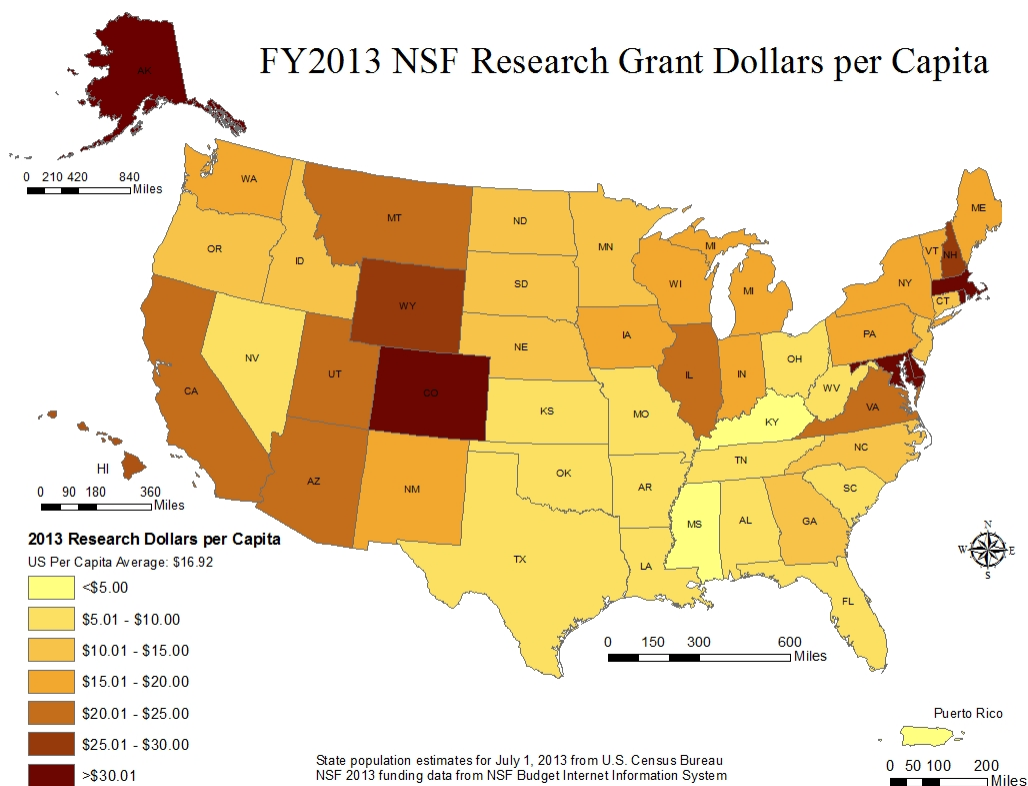 FY2013 NSF Research Grant Dollars per Capita
AK
0 210 420 840 Miles
WA
MT
ND
MN
ME
OR
ID
SD
WI
MI
MI
VT
NH
NY
WY
CT
NE
IA
PA
NV
UT
CO
IL
IN
OH
WV
VA
CA
KS
MO
KY
HI
AZ
NM
OK
AR
TN
NC
SC
MS
AL
GA
0 90 180 360 Miles
TX
LA
FL
N
W E
S
2013 Research Dollars per Capita
US Per Capita Average: $16.92
<$5.00
$5.01 - $10.00
$10.01 - $15.00
$15.01 - $20.00
$20.01 - $25.00
$25.01 - $30.00
>$30.01
0 150 300 600 Miles
Puerto Rico
0 50 100 200 Miles
State population estimates for July 1, 2013 from U.S. Census Bureau
NSF 2013 funding data from NSF Budget Internet Information System